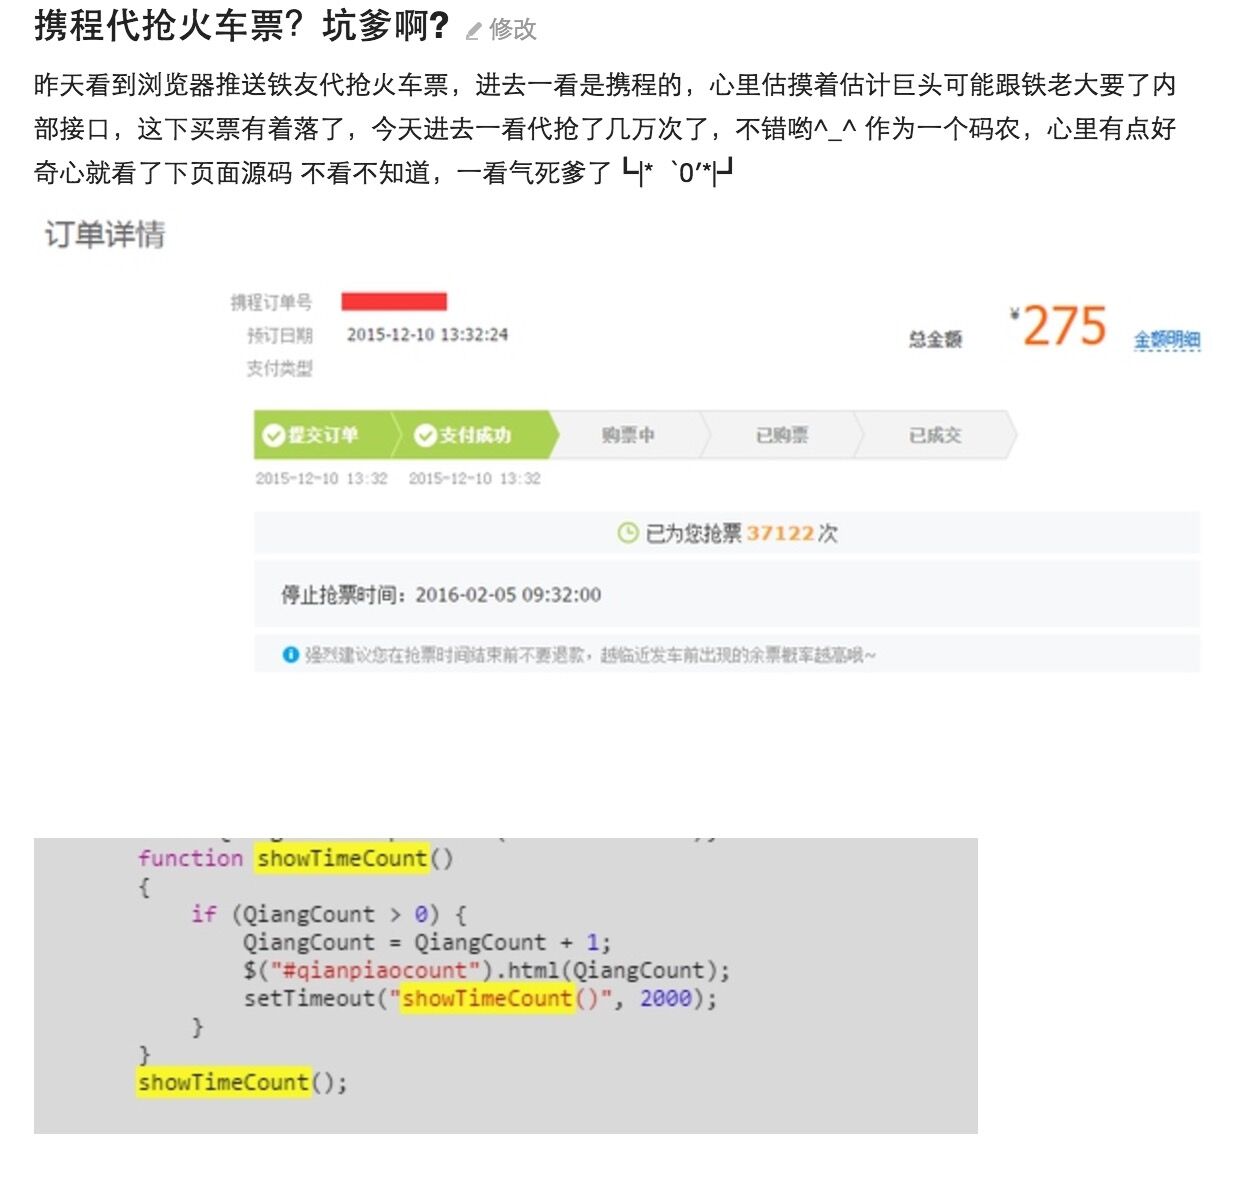 携程代抢火车票？坑爹啊？ 修改
昨天看到浏览器推送铁友代抢火车票，进去一看是携程的，心里估摸着估计巨头可能跟铁老大要了内
部接口，这下买票有着落了，今天进去一看代抢了几万次了，不错哟^_^ 作为一个码农，心里有点好
奇心就看了下页面源码 不看不知道，一看气死爹了┗|*｀0′*|┛
订单详情
携程订单号
预订日期 2015-12-10 13:32:24
支付类型
总金额 ¥275 金额明细
提交订单 支付成功 购票中 已购票 已成交
2015-12-10 13:32 2015-12-10 13:32
已为您抢票 37122 次
停止抢票时间：2016-02-05 09:32:00
强烈建议您在抢票时间结束前不要退款，越临近发车前出现的余票概率越高哦~
function showTimeCount()
{
if (QiangCount > 0) {
QiangCount = QiangCount + 1;
$("#qianpiaocount").html(QiangCount);
setTimeout("showTimeCount()", 2000);
}
}
showTimeCount();